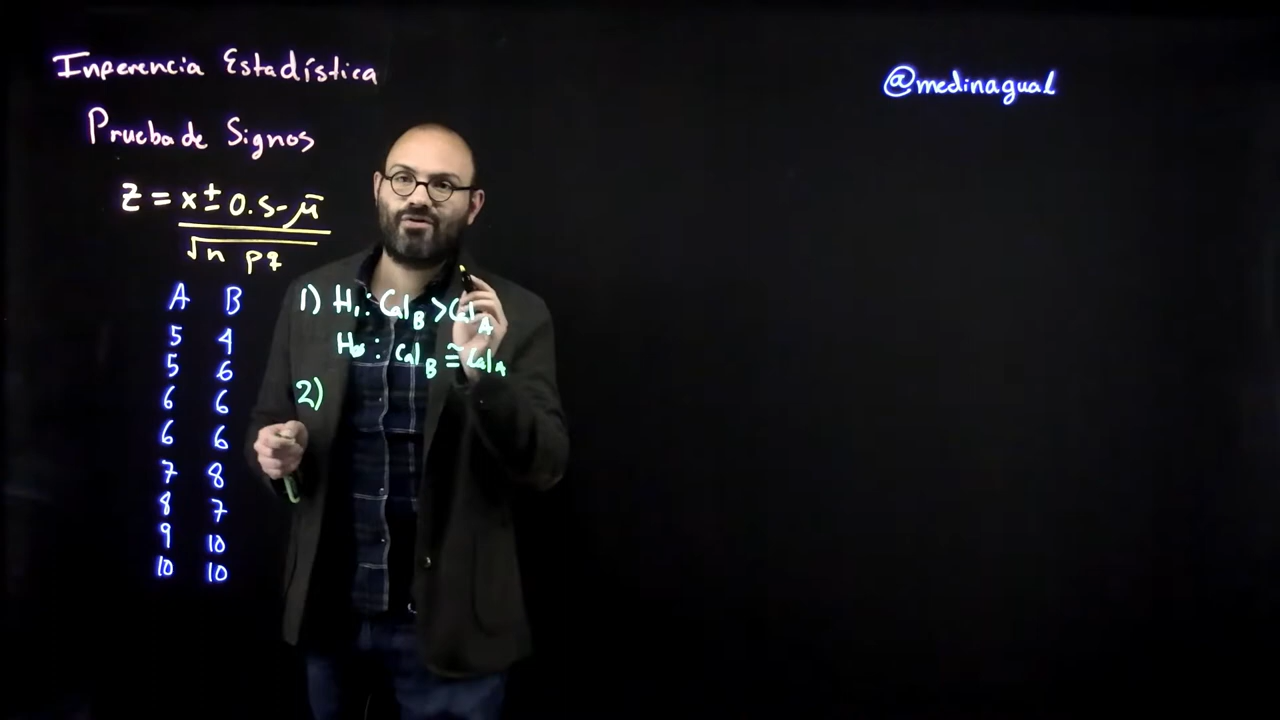 Inferencia Estadística
@medinagual
Prueba de Signos
z = x ± 0.5 - μ̄
√n pq
A B
5 4
5 6
6 6
6 6
7 8
8 7
9 10
10 10
1) H₁: Cal_B > Cal_A
H₀: Cal_B ≅ Cal_A
2)